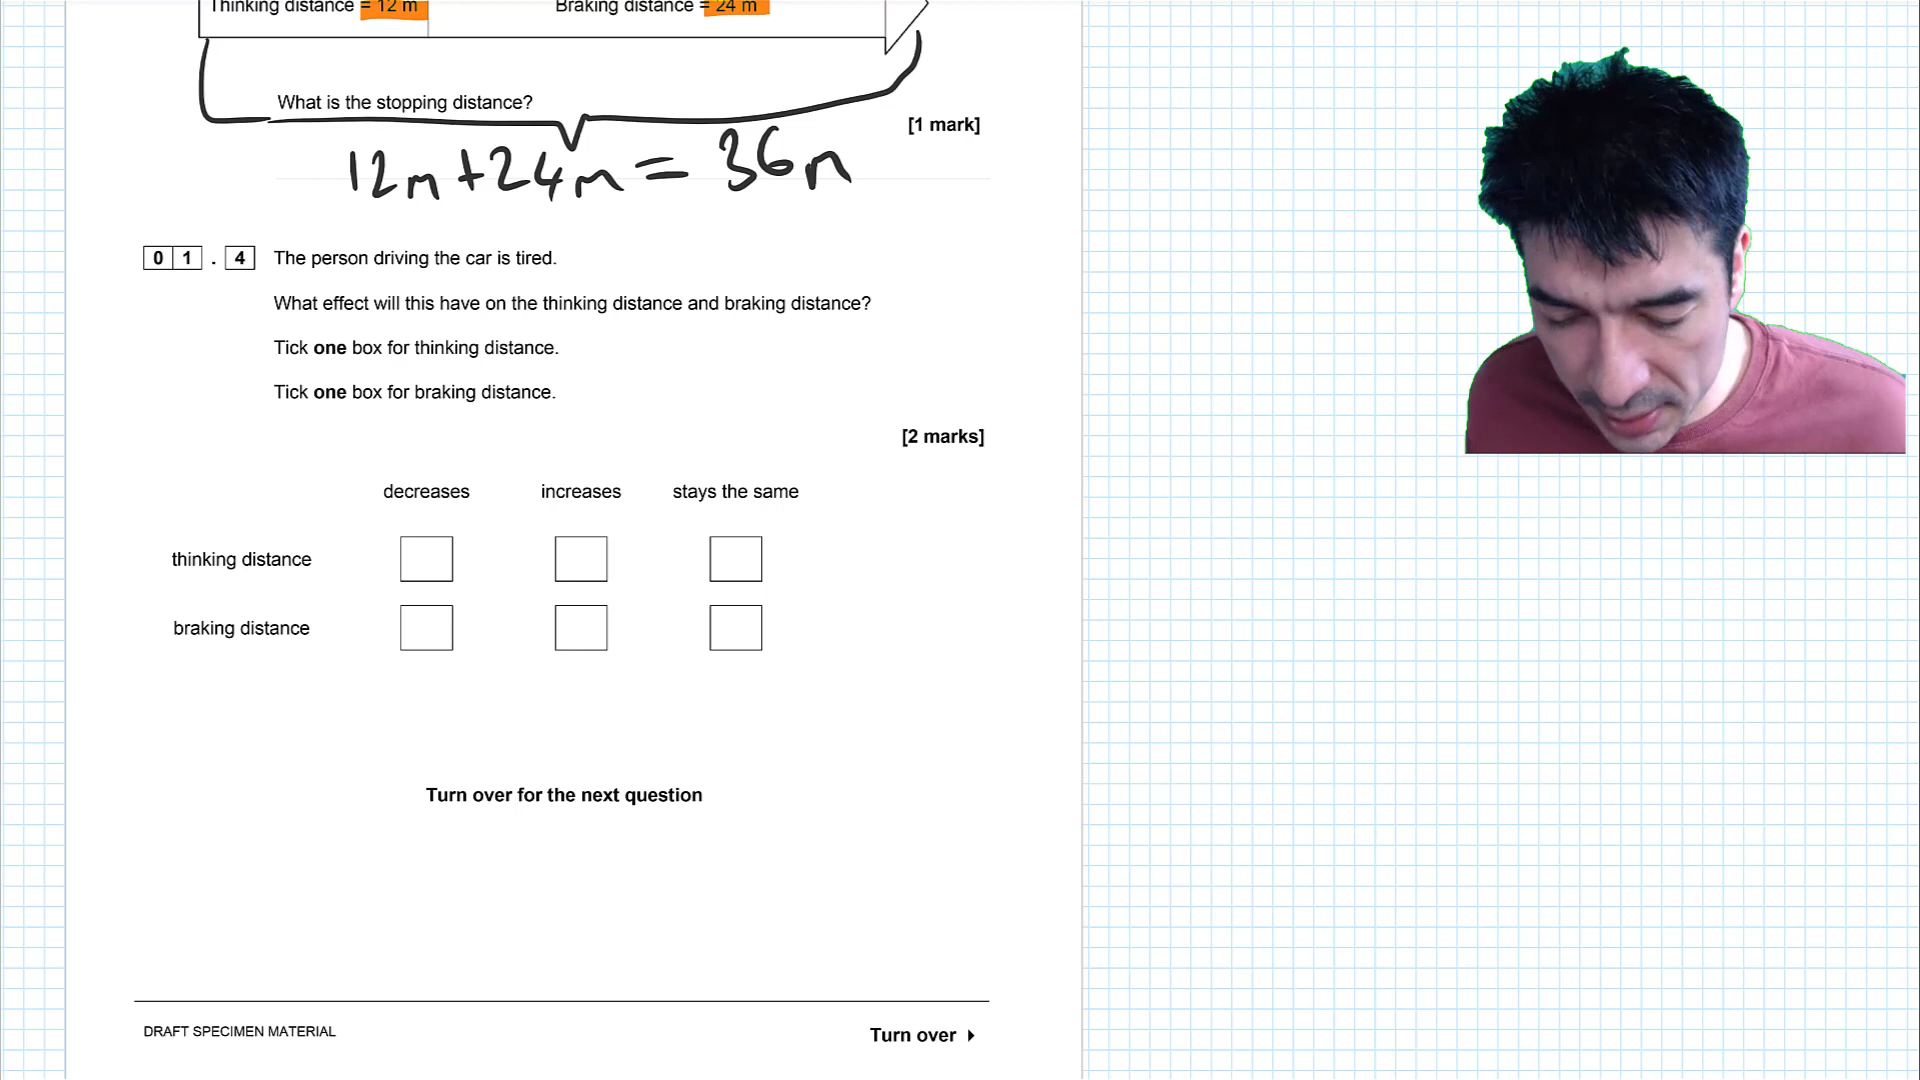 Thinking distance = 12 m Braking distance = 24 m
What is the stopping distance?
[1 mark]
12m + 24m = 36m
0 1 . 4 The person driving the car is tired.
What effect will this have on the thinking distance and braking distance?
Tick one box for thinking distance.
Tick one box for braking distance.
[2 marks]
decreases increases stays the same
thinking distance
braking distance
Turn over for the next question
DRAFT SPECIMEN MATERIAL
Turn over